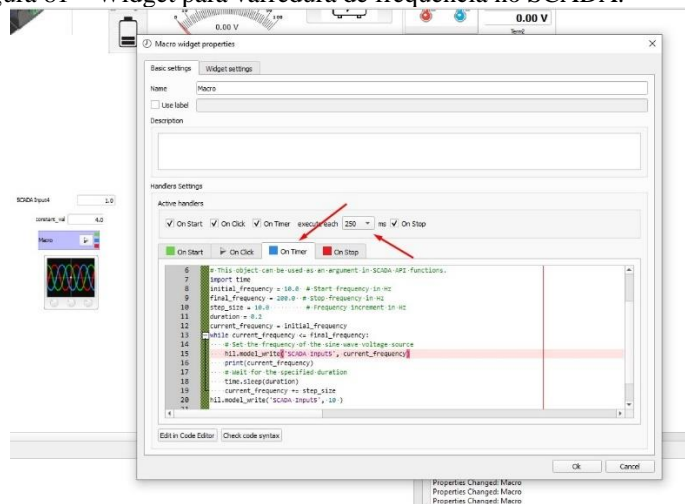 gura 81 – Widget para varredura de frequência no SCADA.
0.00 V
0.00 V
Term2
Macro widget properties
Basic settings
Widget settings
Name
Macro
Use label
Description
Handlers Settings
Active handlers
On Start
On Click
On Timer
execute each
250
ms
On Stop
On Start
On Click
On Timer
On Stop
6 # This object can be used as an argument in SCADA API functions.
7 import time
8 initial_frequency = 10.0 # Start frequency in Hz
9 final_frequency = 200.0 # Stop frequency in Hz
10 step_size = 10.0 # Frequency increment in Hz
11 duration = 0.2
12 current_frequency = initial_frequency
13 while current_frequency <= final_frequency:
14 # Set the frequency of the sine wave voltage source
15 hil.model_write('SCADA Input5', current_frequency)
16 print(current_frequency)
17 # Wait for the specified duration
18 time.sleep(duration)
19 current_frequency += step_size
20 hil.model_write('SCADA Input5', 10 )
SCADA Input4
1.0
constant_val
4.0
Macro
Edit in Code Editor
Check code syntax
Ok
Cancel
Properties Changed: Macro
Properties Changed: Macro
Properties Changed: Macro